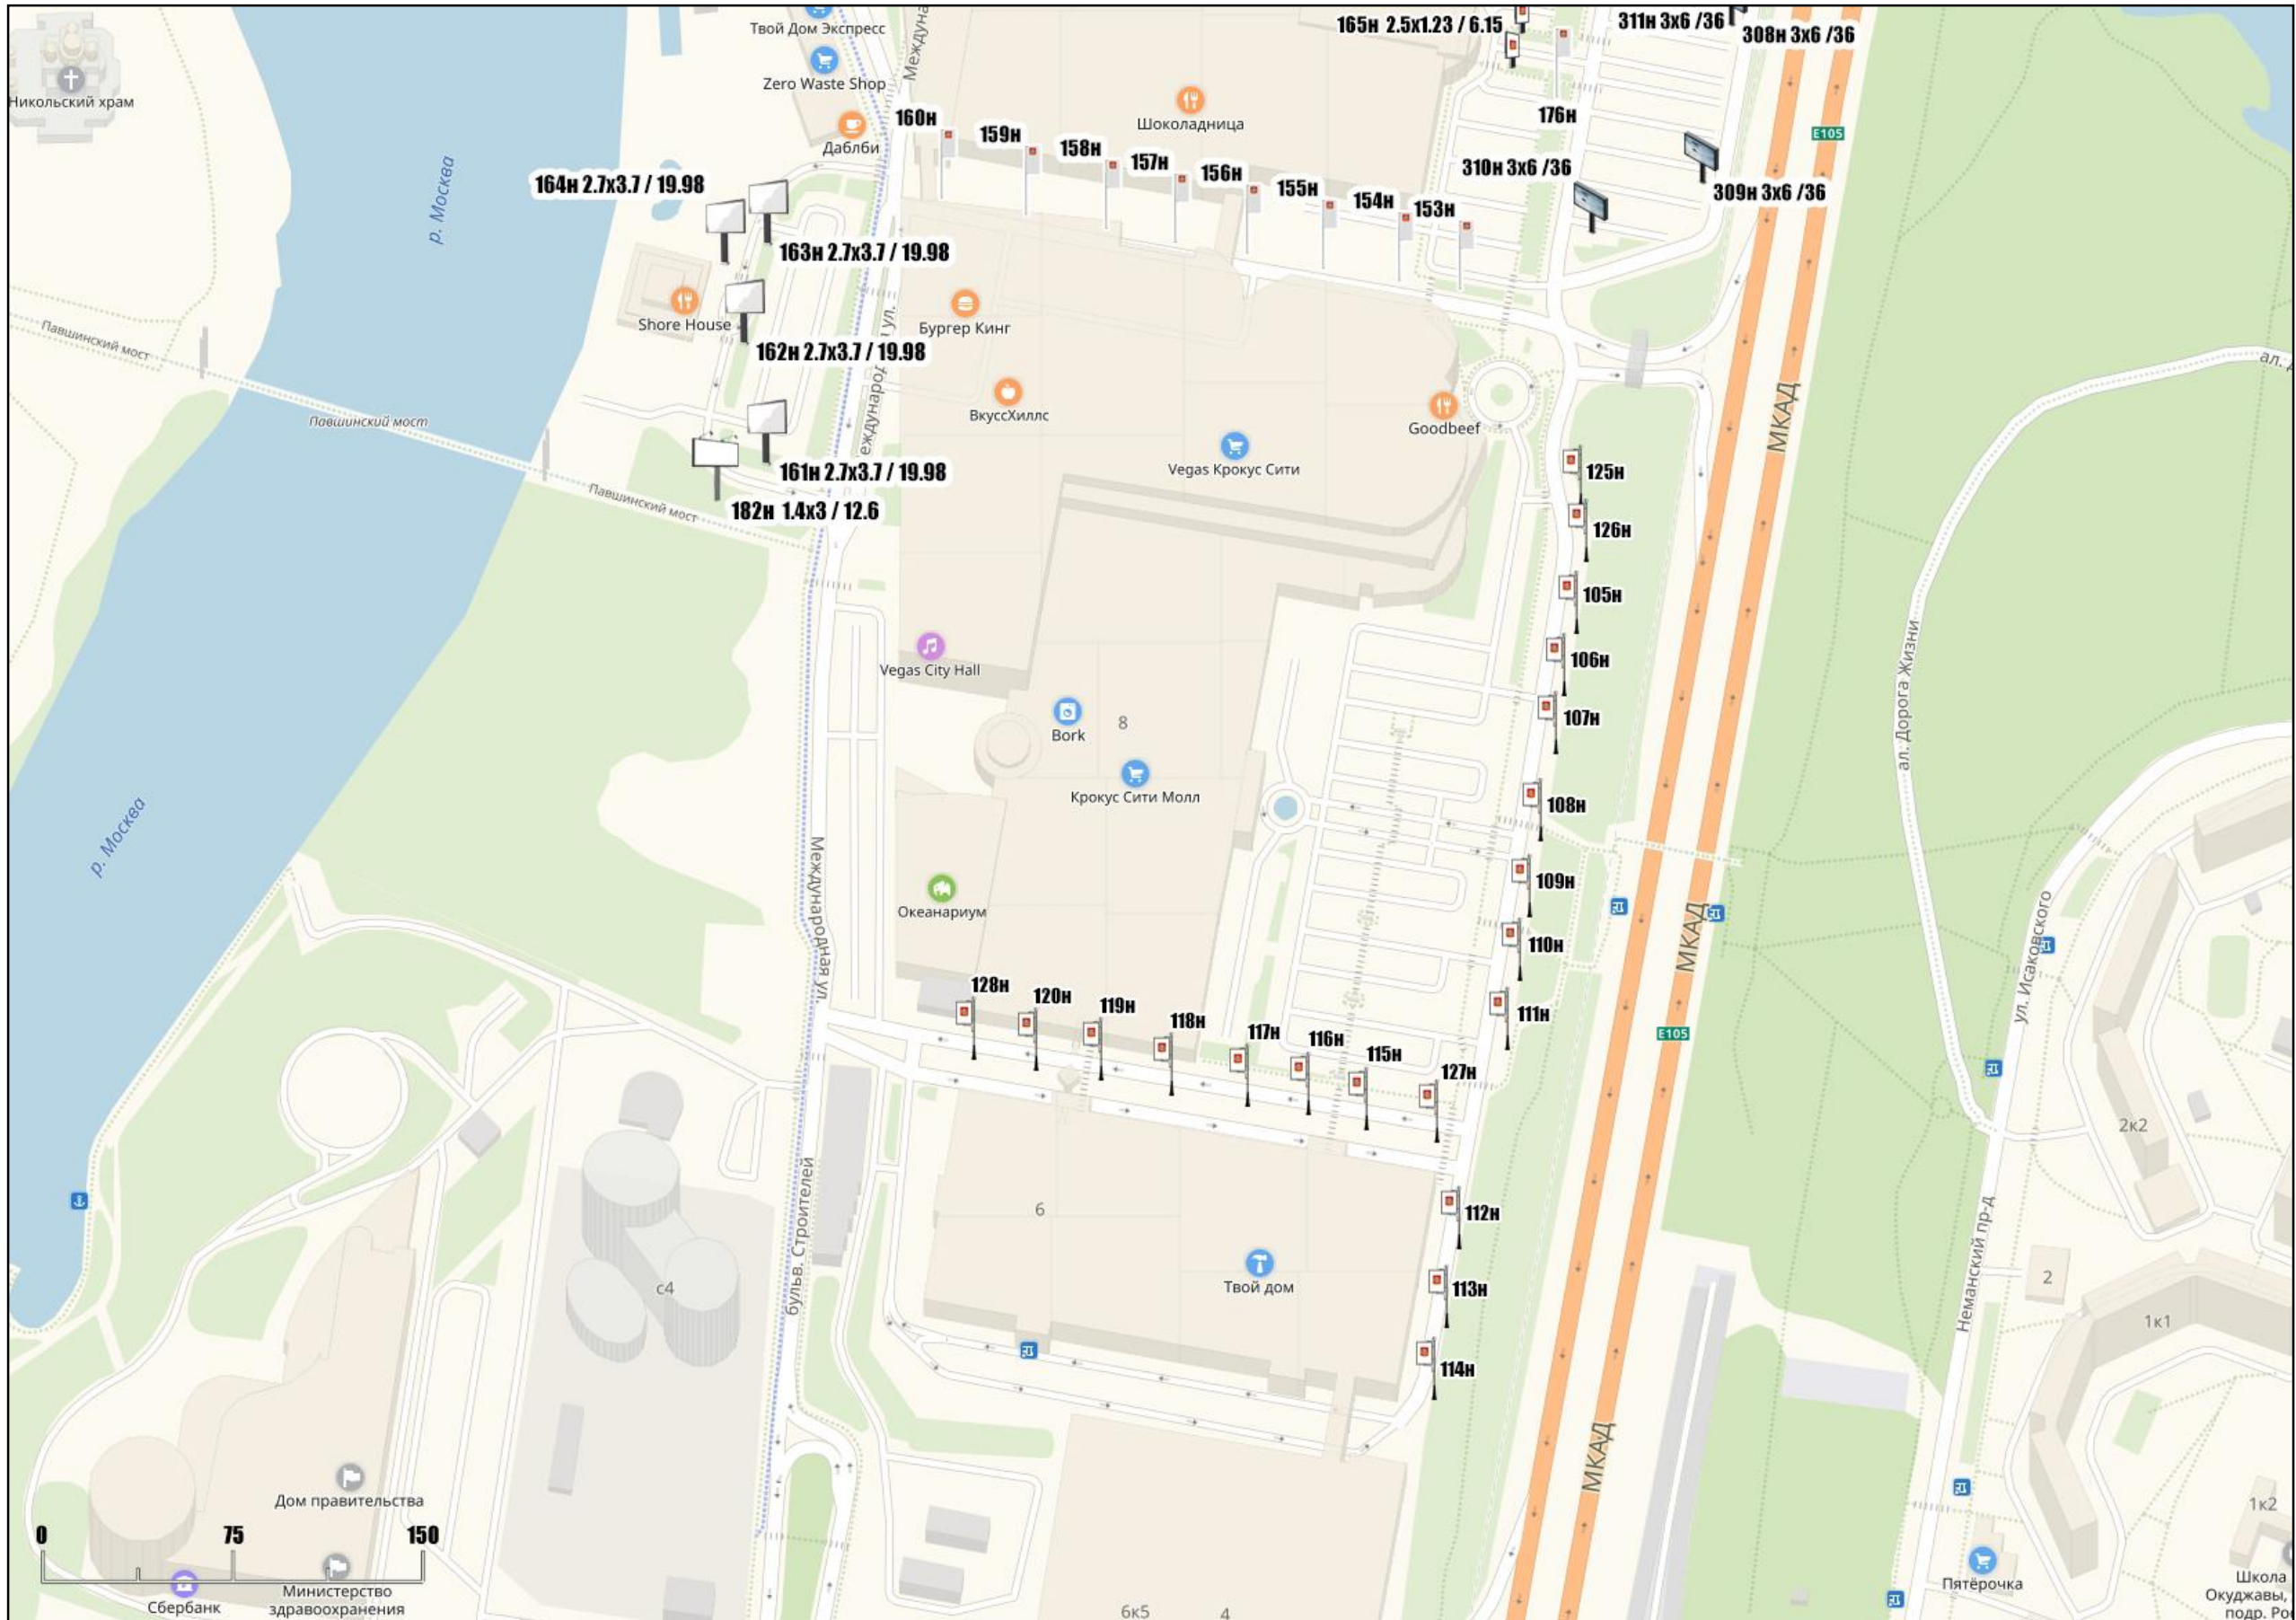 Твой Дом Экспресс
Zero Waste Shop
Даблби
Никольский храм
р. Москва
165н 2.5х1.23 / 6.15
311н 3х6 /36
308н 3х6 /36
176н
E105
Шоколадница
160н
159н
158н
157н
156н
155н
154н
153н
310н 3х6 /36
309н 3х6 /36
164н 2.7х3.7 / 19.98
163н 2.7х3.7 / 19.98
Shore House
162н 2.7х3.7 / 19.98
Бургер Кинг
Павшинский мост
Павшинский мост
ВкуссХиллс
Goodbeef
МКАД
Vegas Крокус Сити
161н 2.7х3.7 / 19.98
Павшинский мост
182н 1.4х3 / 12.6
125н
126н
105н
106н
107н
Vegas City Hall
Bork
8
Крокус Сити Молл
ал. Дорога Жизни
р. Москва
108н
109н
110н
111н
Океанариум
Международная ул.
МКАД
ул. Исаковского
E105
128н
120н
119н
118н
117н
116н
115н
127н
2к2
112н
113н
114н
6
Твой дом
бульв. Строителей
с4
Неманский пр-д
2
1к1
МКАД
Дом правительства
0
75
150
Министерство
здравоохранения
Сбербанк
6к5
4
1к2
Пятёрочка
Школа
Окуджавы,
подр. Ро